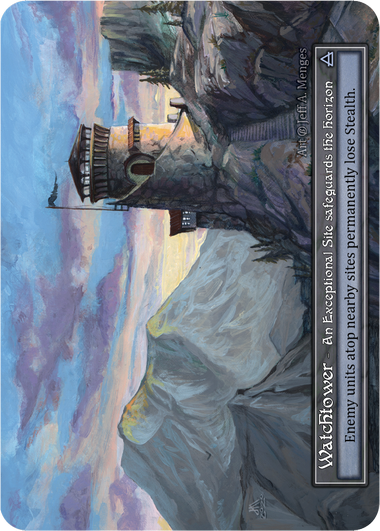 Art @ Jeff A. Menges
Watchtower ~ An Exceptional Site safeguards the horizon
Enemy units atop nearby sites permanently lose Stealth.